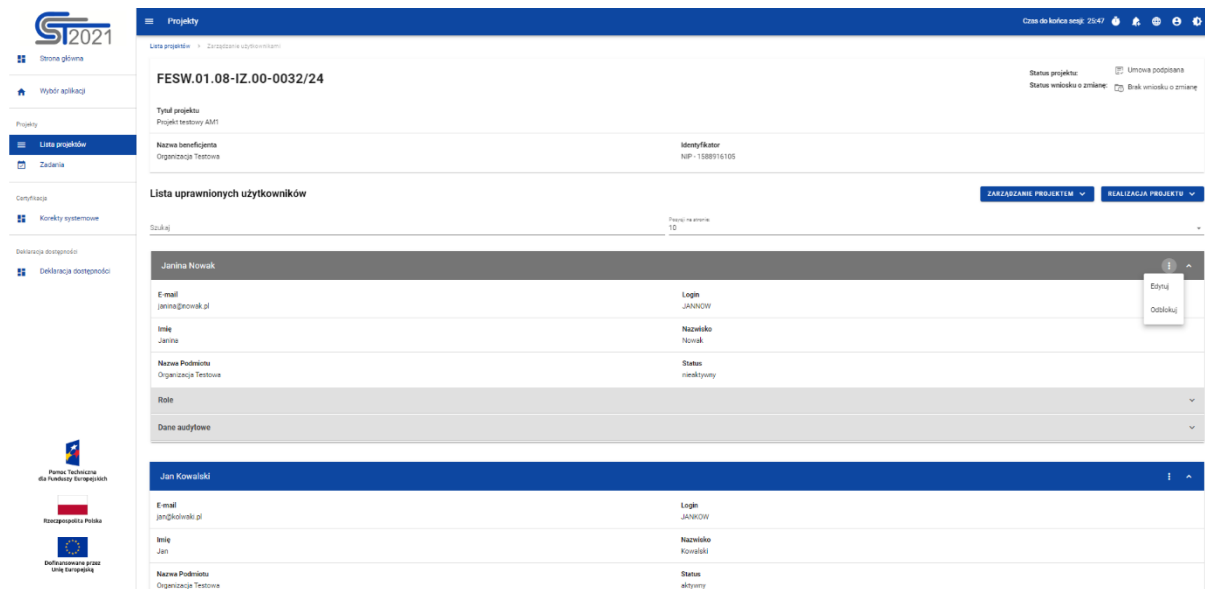 CST2021
Strona główna
Wybór aplikacji
Projekty
Lista projektów
Zadania
Certyfikacja
Korekty systemowe
Deklaracja dostępności
Deklaracja dostępności
Pomoc Techniczna
dla Funduszy Europejskich
Rzeczpospolita Polska
Dofinansowane przez
Unię Europejską
Projekty
Czas do końca sesji: 25:47
Lista projektów > Zarządzanie użytkownikami
FESW.01.08-IZ.00-0032/24
Status projektu: Umowa podpisana
Status wniosku o zmianę: Brak wniosku o zmianę
Tytuł projektu
Projekt testowy AM1
Nazwa beneficjenta
Organizacja Testowa
Identyfikator
NIP - 1588916105
Lista uprawnionych użytkowników
ZARZĄDZANIE PROJEKTEM
REALIZACJA PROJEKTU
Szukaj
Pozycji na stronie
10
Janina Nowak
Edytuj
Odblokuj
E-mail
janina@nowak.pl
Login
JANNOW
Imię
Janina
Nazwisko
Nowak
Nazwa Podmiotu
Organizacja Testowa
Status
nieaktywny
Role
Dane audytowe
Jan Kowalski
E-mail
jan@kolwski.pl
Login
JANKOW
Imię
Jan
Nazwisko
Kowalski
Nazwa Podmiotu
Organizacja Testowa
Status
aktywny